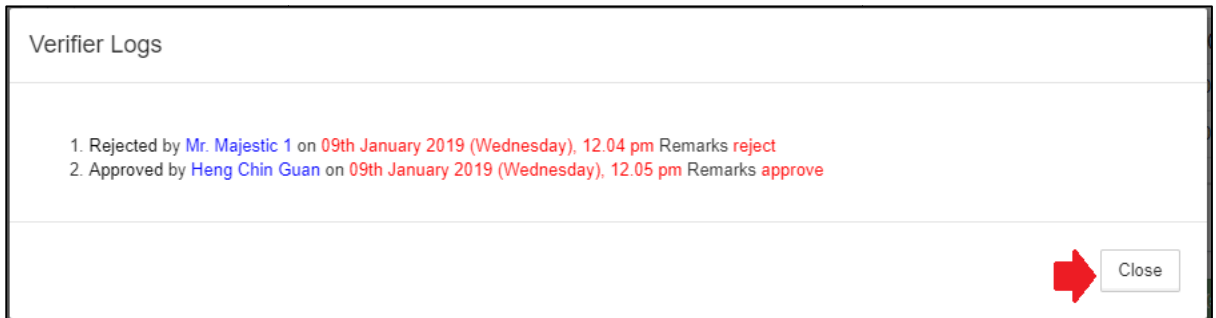 Verifier Logs
1. Rejected by Mr. Majestic 1 on 09th January 2019 (Wednesday), 12.04 pm Remarks reject
2. Approved by Heng Chin Guan on 09th January 2019 (Wednesday), 12.05 pm Remarks approve
Close